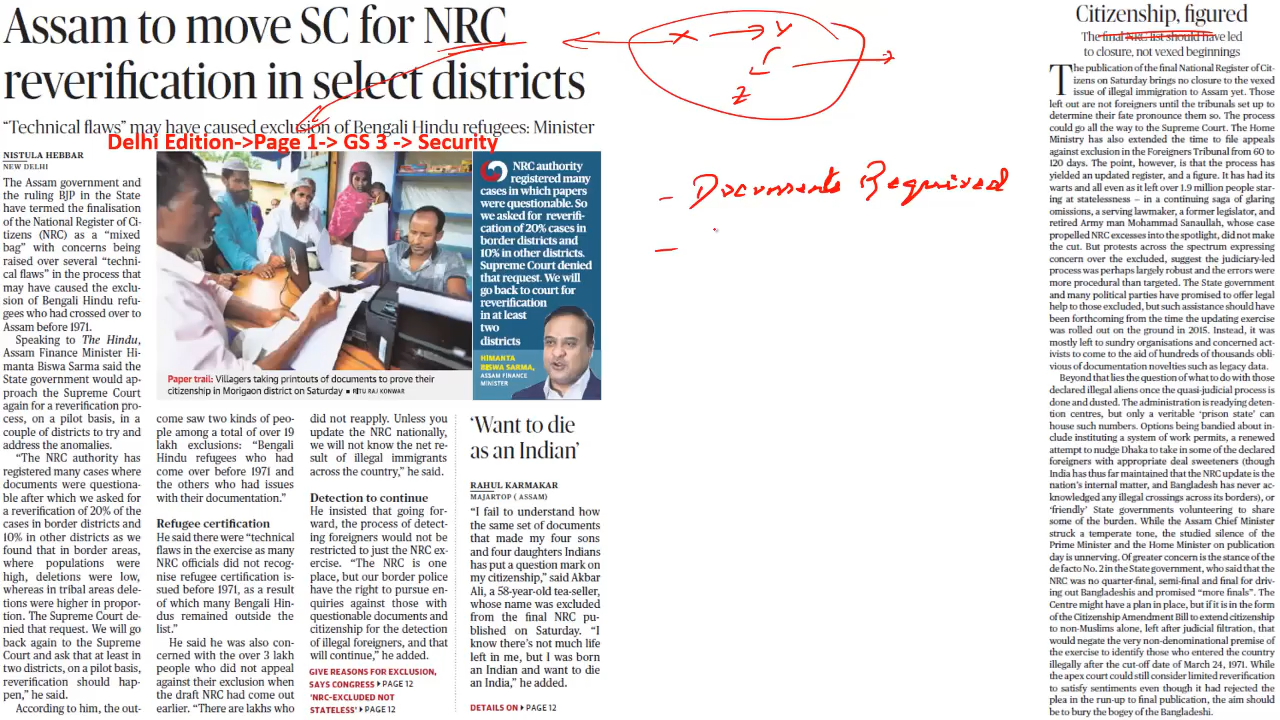 Assam to move SC for NRC
reverification in select districts
“Technical flaws” may have caused exclusion of Bengali Hindu refugees: Minister
Delhi Edition->Page 1-> GS 3 -> Security
NISTULA HEBBAR
NEW DELHI
The Assam government and
the ruling BJP in the State
have termed the finalisation
of the National Register of Ci-
tizens (NRC) as a “mixed
bag” with concerns being
raised over several “techni-
cal flaws” in the process that
may have caused the exclu-
sion of Bengali Hindu refu-
gees who had crossed over to
Assam before 1971.
Speaking to The Hindu,
Assam Finance Minister Hi-
manta Biswa Sarma said the
State government would ap-
proach the Supreme Court
again for a reverification pro-
cess, on a pilot basis, in a
couple of districts to try and
address the anomalies.
“The NRC authority has
registered many cases where
documents were questiona-
ble after which we asked for
a reverification of 20% of the
cases in border districts and
10% in other districts as we
found that in border areas,
where populations were
high, deletions were low,
whereas in tribal areas dele-
tions were higher in propor-
tion. The Supreme Court de-
nied that request. We will go
back again to the Supreme
Court and ask that at least in
two districts, on a pilot basis,
reverification should hap-
pen,” he said.
According to him, the out-
NRC authority
registered many
cases in which papers
were questionable. So
we asked for reverifi-
cation of 20% cases in
border districts and
10% in other districts.
Supreme Court denied
that request. We will
go back to court for
reverification
in at least
two
districts
HIMANTA
BISWA SARMA,
ASSAM FINANCE
MINISTER
Paper trail: Villagers taking printouts of documents to prove their
citizenship in Morigaon district on Saturday ▪ RITU RAJ KONWAR
come saw two kinds of peo-
ple among a total of over 19
lakh exclusions: “Bengali
Hindu refugees who had
come over before 1971 and
the others who had issues
with their documentation.”
Refugee certification
He said there were “technical
flaws in the exercise as many
NRC officials did not recog-
nise refugee certification is-
sued before 1971, as a result
of which many Bengali Hin-
dus remained outside the
list.”
He said he was also con-
cerned with the over 3 lakh
people who did not appeal
against their exclusion when
the draft NRC had come out
earlier. “There are lakhs who
did not reapply. Unless you
update the NRC nationally,
we will not know the net re-
sult of illegal immigrants
across the country,” he said.
Detection to continue
He insisted that going for-
ward, the process of detect-
ing foreigners would not be
restricted to just the NRC ex-
ercise. “The NRC is one
place, but our border police
have the right to pursue en-
quiries against those with
questionable documents and
citizenship for the detection
of illegal foreigners, and that
will continue,” he added.
GIVE REASONS FOR EXCLUSION,
SAYS CONGRESS ▸ PAGE 12
‘NRC-EXCLUDED NOT
STATELESS’ ▸ PAGE 12
‘Want to die
as an Indian’
RAHUL KARMAKAR
MAJARTOP ( ASSAM)
“I fail to understand how
the same set of documents
that made my four sons
and four daughters Indians
has put a question mark on
my citizenship,” said Akbar
Ali, a 58-year-old tea-seller,
whose name was excluded
from the final NRC pu-
blished on Saturday. “I
know there’s not much life
left in me, but I was born
an Indian and want to die
an India,” he added.
DETAILS ON ▸ PAGE 12
X Y
Z
- Documents Required
-
Citizenship, figured
The final NRC list should have led
to closure, not vexed beginnings
The publication of the final National Register of Cit-
izens on Saturday brings no closure to the vexed
issue of illegal immigration to Assam yet. Those
left out are not foreigners until the tribunals set up to
determine their fate pronounce them so. The process
could go all the way to the Supreme Court. The Home
Ministry has also extended the time to file appeals
against exclusion in the Foreigners Tribunal from 60 to
120 days. The point, however, is that the process has
yielded an updated register, and a figure. It has had its
warts and all even as it left over 1.9 million people star-
ing at statelessness – in a continuing saga of glaring
omissions, a serving lawmaker, a former legislator, and
retired Army man Mohammad Sanaullah, whose case
propelled NRC excesses into the spotlight, did not make
the cut. But protests across the spectrum expressing
concern over the excluded, suggest the judiciary-led
process was perhaps largely robust and the errors were
more procedural than targeted. The State government
and many political parties have promised to offer legal
help to those excluded, but such assistance should have
been forthcoming from the time the updating exercise
was rolled out on the ground in 2015. Instead, it was
mostly left to sundry organisations and concerned act-
ivists to come to the aid of hundreds of thousands obli-
vious of documentation novelties such as legacy data.
Beyond that lies the question of what to do with those
declared illegal aliens once the quasi-judicial process is
done and dusted. The administration is readying deten-
tion centres, but only a veritable ‘prison state’ can
house such numbers. Options being bandied about in-
clude instituting a system of work permits, a renewed
attempt to nudge Dhaka to take in some of the declared
foreigners with appropriate deal sweeteners (though
India has thus far maintained that the NRC update is the
nation’s internal matter, and Bangladesh has never ac-
knowledged any illegal crossings across its borders), or
‘friendly’ State governments volunteering to share
some of the burden. While the Assam Chief Minister
struck a temperate tone, the studied silence of the
Prime Minister and the Home Minister on publication
day is unnerving. Of greater concern is the stance of the
de facto No. 2 in the State government, who said that the
NRC was no quarter-final, semi-final and final for driv-
ing out Bangladeshis and promised “more finals”. The
Centre might have a plan in place, but if it is in the form
of the Citizenship Amendment Bill to extend citizenship
to non-Muslims alone, left after judicial filtration, that
would negate the very non-denominational premise of
the exercise to identify those who entered the country
illegally after the cut-off date of March 24, 1971. While
the apex court could still consider limited reverification
to satisfy sentiments even though it had rejected the
plea in the run-up to final publication, the aim should
be to bury the bogey of the Bangladeshi.